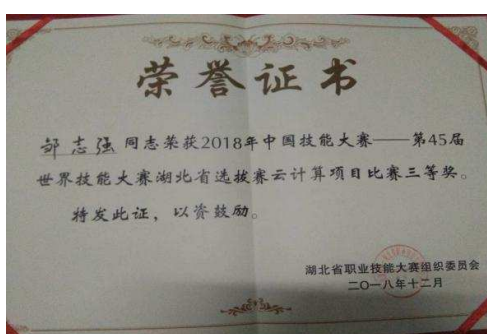 荣誉证书
邹志强同志荣获2018年中国技能大赛——第45届
世界技能大赛湖北省选拔赛云计算项目比赛三等奖。
特发此证，以资鼓励。
湖北省职业技能大赛组织委员会
二〇一八年十二月